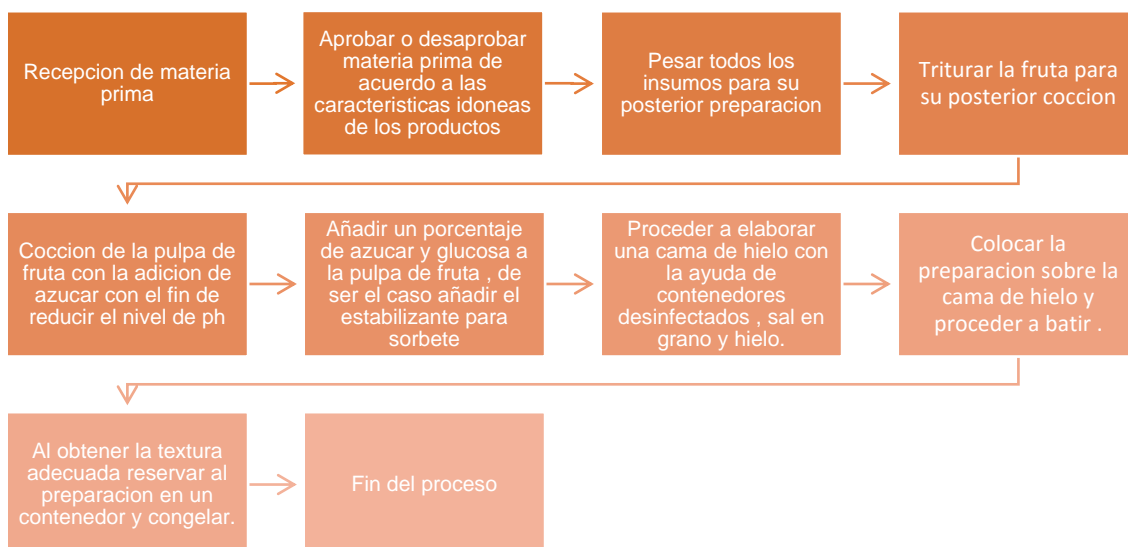 Recepcion de materia
prima
Aprobar o desaprobar
materia prima de
acuerdo a las
caracteristicas idoneas
de los productos
Pesar todos los
insumos para su
posterior preparacion
Triturar la fruta para
su posterior coccion
Coccion de la pulpa de
fruta con la adicion de
azucar con el fin de
reducir el nivel de ph
Añadir un porcentaje
de azucar y glucosa a
la pulpa de fruta , de
ser el caso añadir el
estabilizante para
sorbete
Proceder a elaborar
una cama de hielo con
la ayuda de
contenedores
desinfectados , sal en
grano y hielo.
Colocar la
preparacion sobre la
cama de hielo y
proceder a batir .
Al obtener la textura
adecuada reservar al
preparacion en un
contenedor y congelar.
Fin del proceso